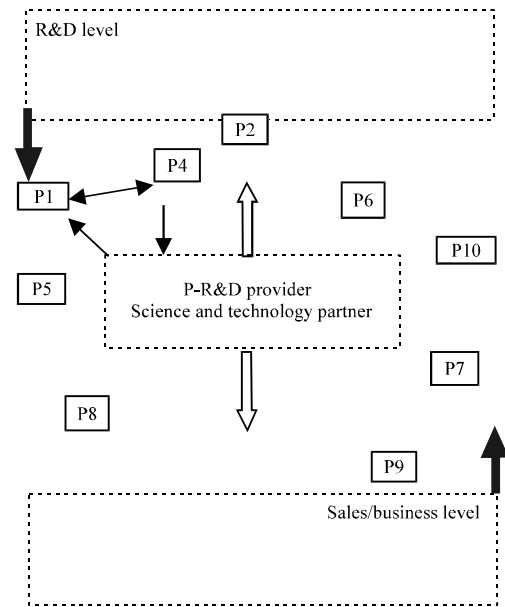 R&D level
P2
P4
P1
P6
P10
P5
P-R&D provider
Science and technology partner
P7
P8
P9
Sales/business level